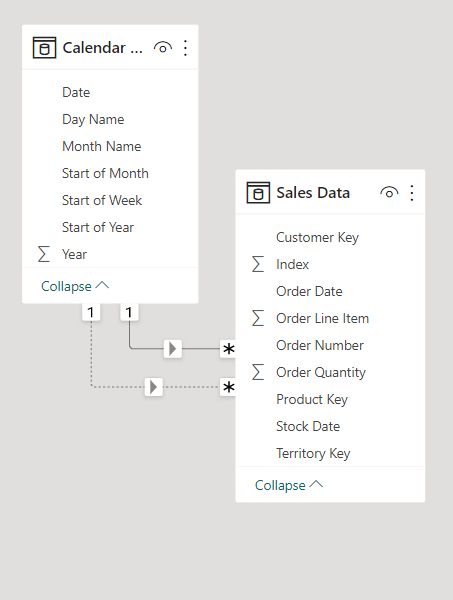 Calendar ...
Date
Day Name
Month Name
Start of Month
Start of Week
Start of Year
Σ Year
Collapse
1
1
*
*
Sales Data
Customer Key
Σ Index
Order Date
Σ Order Line Item
Order Number
Σ Order Quantity
Product Key
Stock Date
Territory Key
Collapse